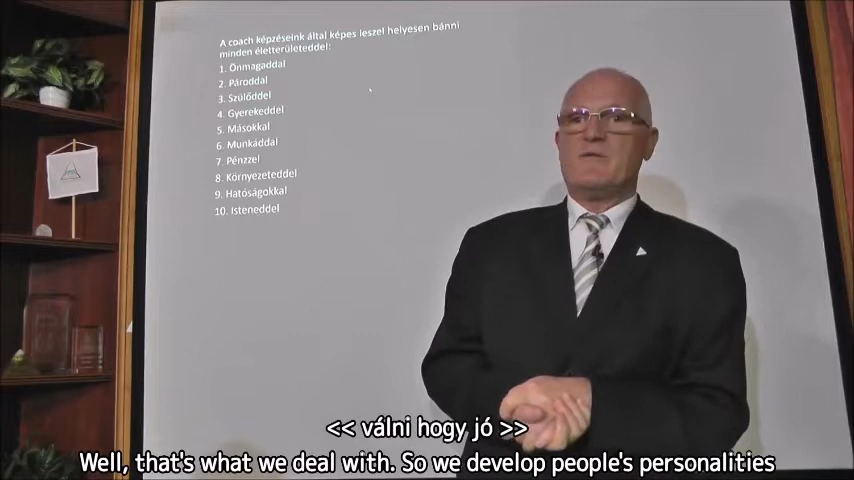 A coach képzéseink által képes leszel helyesen bánni
minden életterületeddel:
1. Önmagaddal
2. Pároddal
3. Szülőddel
4. Gyerekeddel
5. Másokkal
6. Munkáddal
7. Pénzzel
8. Környezeteddel
9. Hatóságokkal
10. Isteneddel
<< válni hogy jó >>
Well, that's what we deal with. So we develop people's personalities